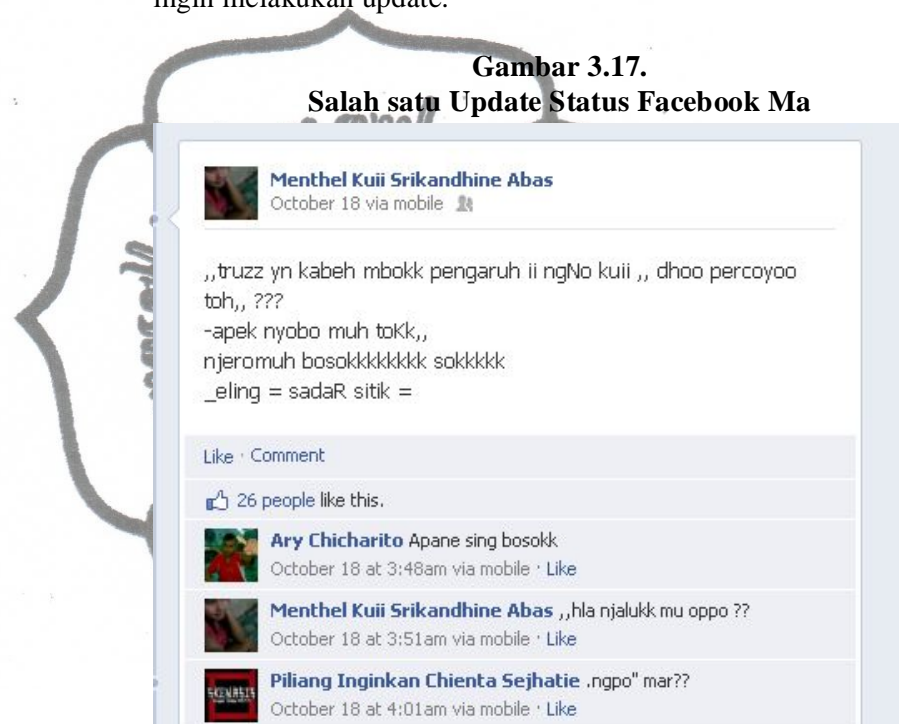 ingin melakukan update.
Gambar 3.17.
Salah satu Update Status Facebook Ma
Menthel Kuii Srikandhine Abas
October 18 via mobile
,,truzz yn kabeh mbokk pengaruh ii ngNo kuii ,, dhoo percoyoo
toh,, ???
-apek nyobo muh toKk,,
njeromuh bosokkkkkkkk sokkkkk
_eling = sadaR sitik =
Like · Comment
26 people like this.
Ary Chicharito Apane sing bosokk
October 18 at 3:48am via mobile · Like
Menthel Kuii Srikandhine Abas ,,hla njalukk mu oppo ??
October 18 at 3:51am via mobile · Like
Piliang Inginkan Chienta Sejhatie .ngpo" mar??
October 18 at 4:01am via mobile · Like